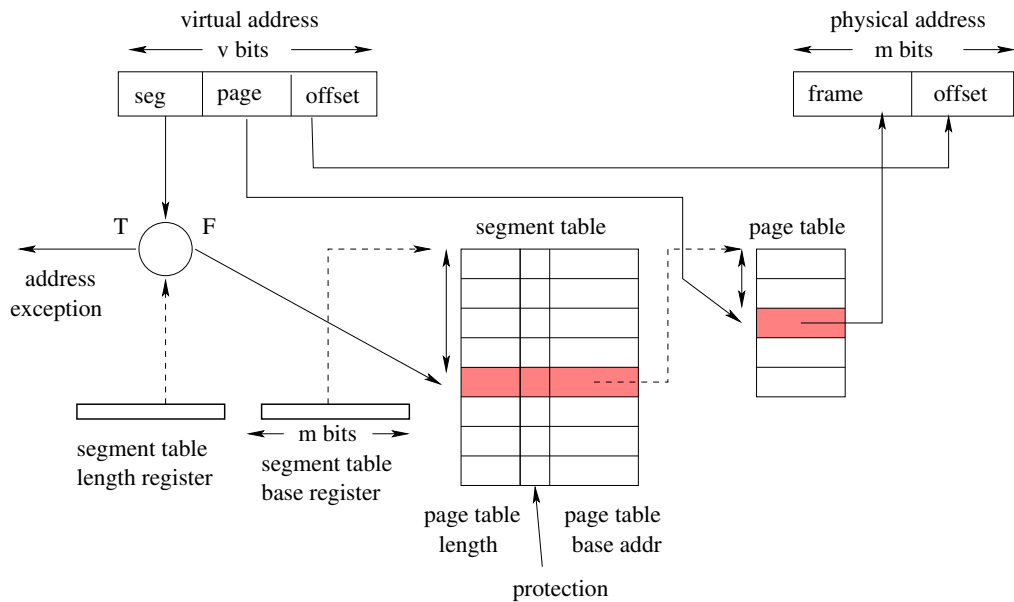 virtual address
v bits
seg
page
offset
physical address
m bits
frame
offset
T
F
address
exception
segment table
page table
m bits
segment table
length register
segment table
base register
page table
length
page table
base addr
protection